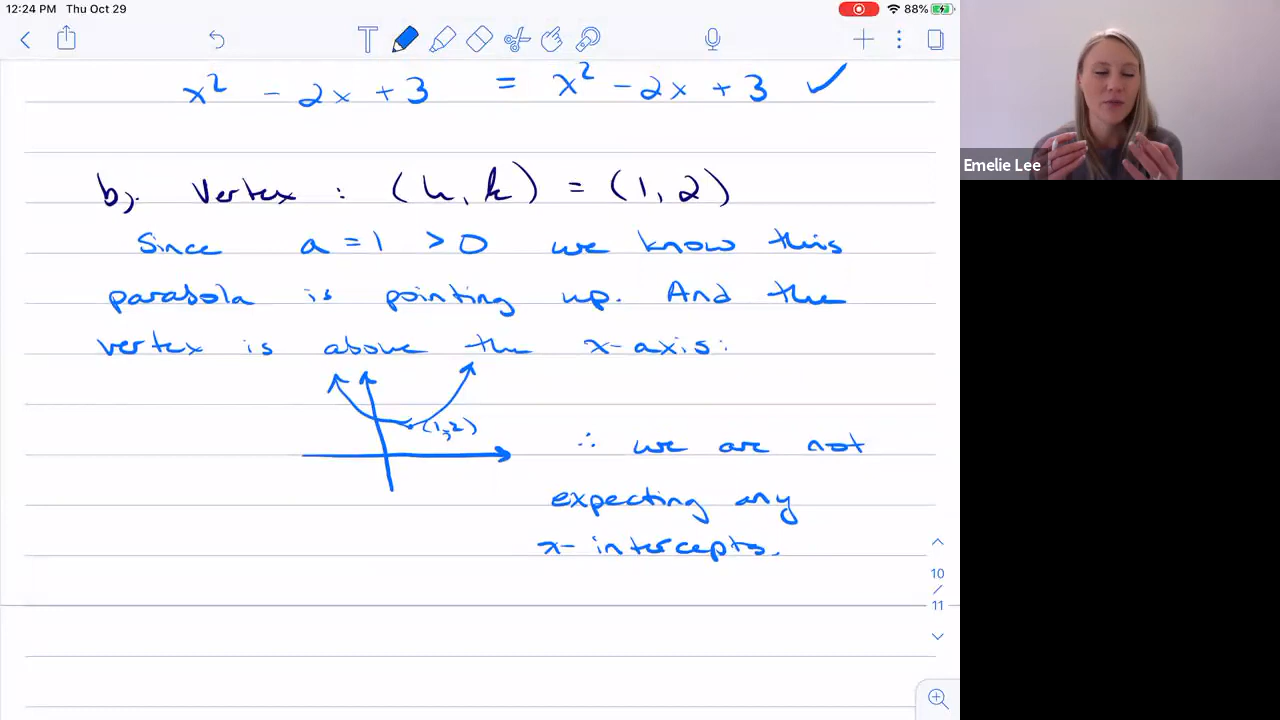 12:24 PM Thu Oct 29
88%
x² - 2x + 3 = x² - 2x + 3 ✓
Emelie Lee
b). Vertex : (h, k) = (1, 2)
Since a = 1 > 0 we know this
parabola is pointing up. And the
vertex is above the x-axis:
(1,2)
∴ we are not
expecting any
x-intercepts.
10
/
11